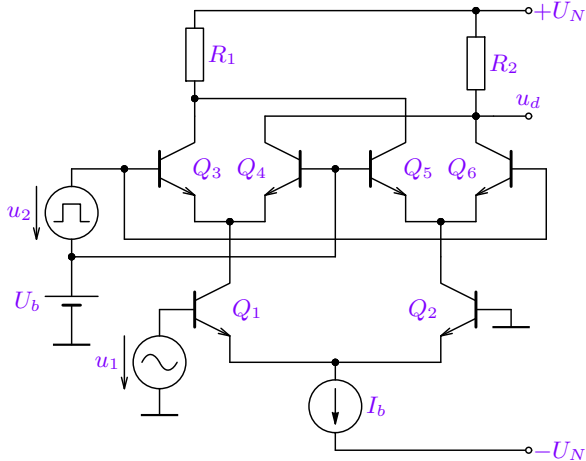 +U_N
R_1
R_2
u_d
Q_3
Q_4
Q_5
Q_6
u_2
U_b
Q_1
Q_2
u_1
I_b
−U_N